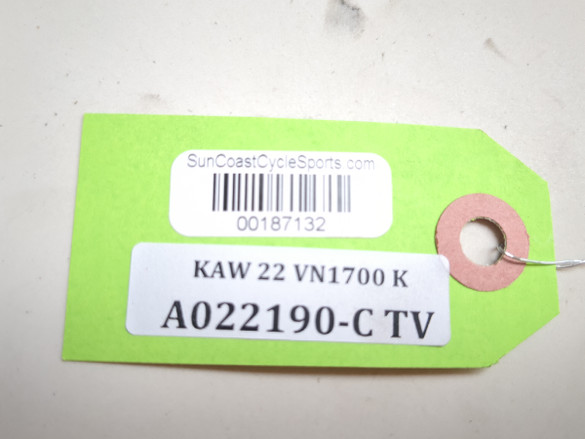 SunCoastCycleSports.com
00187132
KAW 22 VN1700 K
A022190-C TV